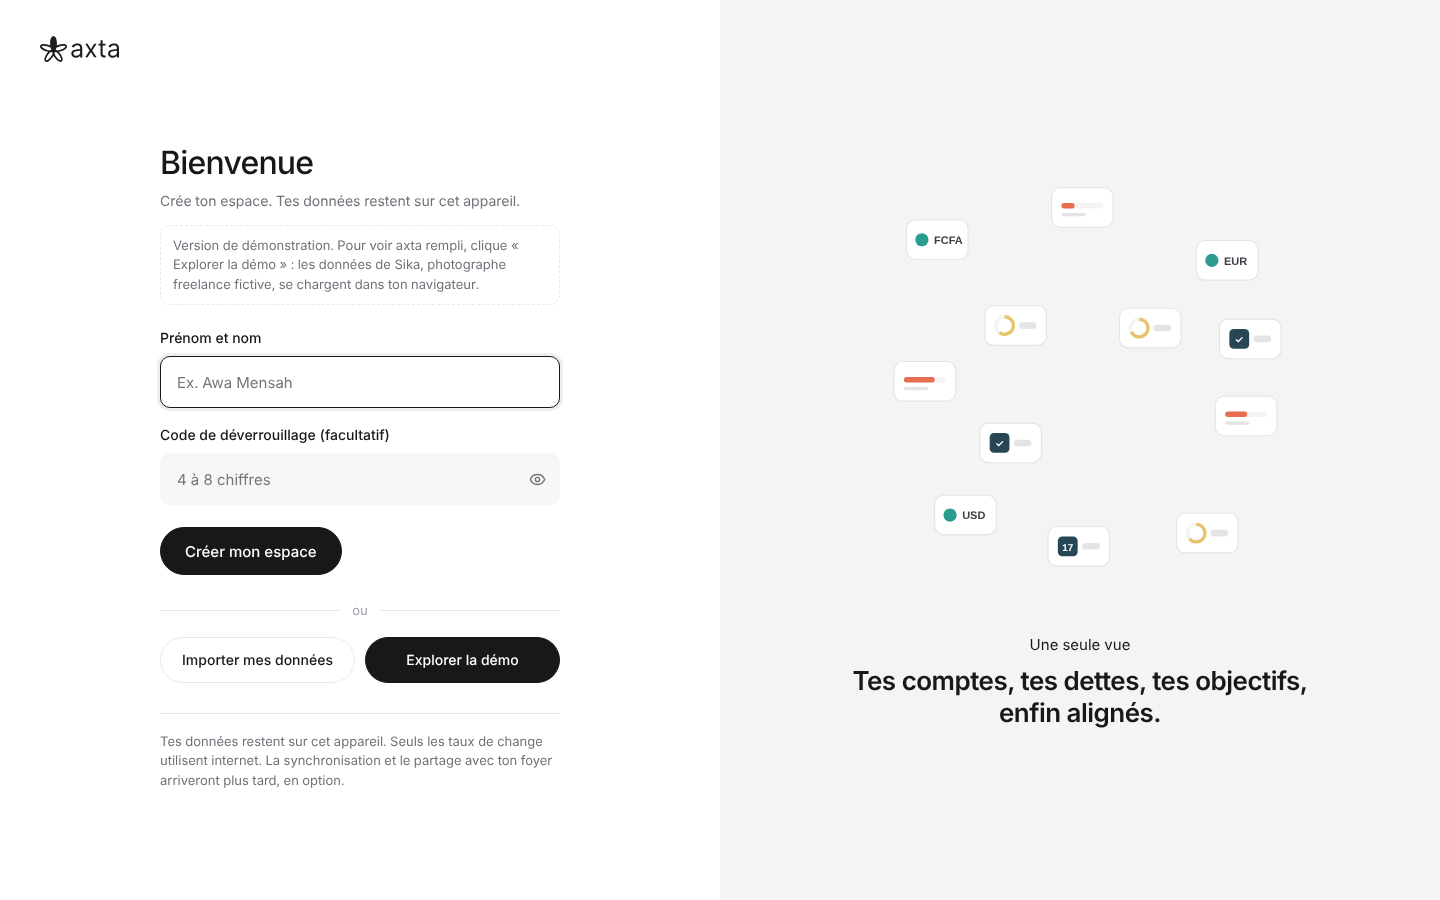 axta
Bienvenue
Crée ton espace. Tes données restent sur cet appareil.
Version de démonstration. Pour voir axta rempli, clique «
Explorer la démo » : les données de Sika, photographe
freelance fictive, se chargent dans ton navigateur.
Prénom et nom
Ex. Awa Mensah
Code de déverrouillage (facultatif)
4 à 8 chiffres
Créer mon espace
ou
Importer mes données
Explorer la démo
Tes données restent sur cet appareil. Seuls les taux de change
utilisent internet. La synchronisation et le partage avec ton foyer
arriveront plus tard, en option.
FCFA
EUR
USD
17
Une seule vue
Tes comptes, tes dettes, tes objectifs,
enfin alignés.